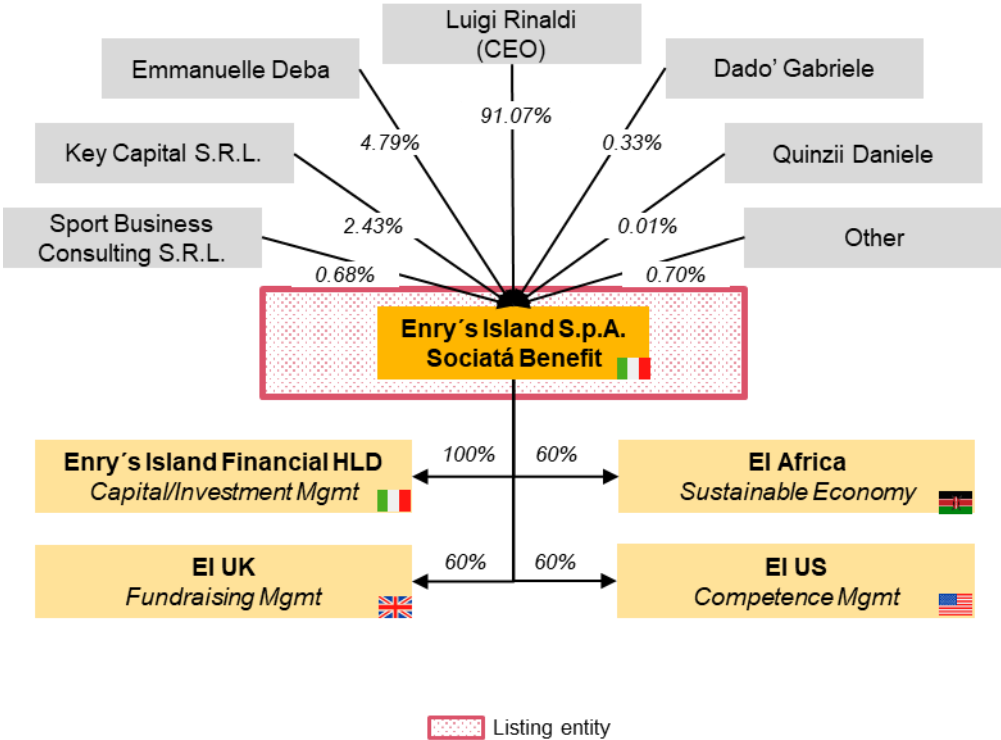 Luigi Rinaldi
(CEO)
Emmanuelle Deba
Dado’ Gabriele
91.07%
4.79%
0.33%
Key Capital S.R.L.
Quinzii Daniele
2.43%
0.01%
Sport Business
Consulting S.R.L.
Other
0.68%
0.70%
Enry´s Island S.p.A.
Sociatá Benefit
100%
60%
Enry´s Island Financial HLD
Capital/Investment Mgmt
EI Africa
Sustainable Economy
60%
60%
EI UK
Fundraising Mgmt
EI US
Competence Mgmt
Listing entity